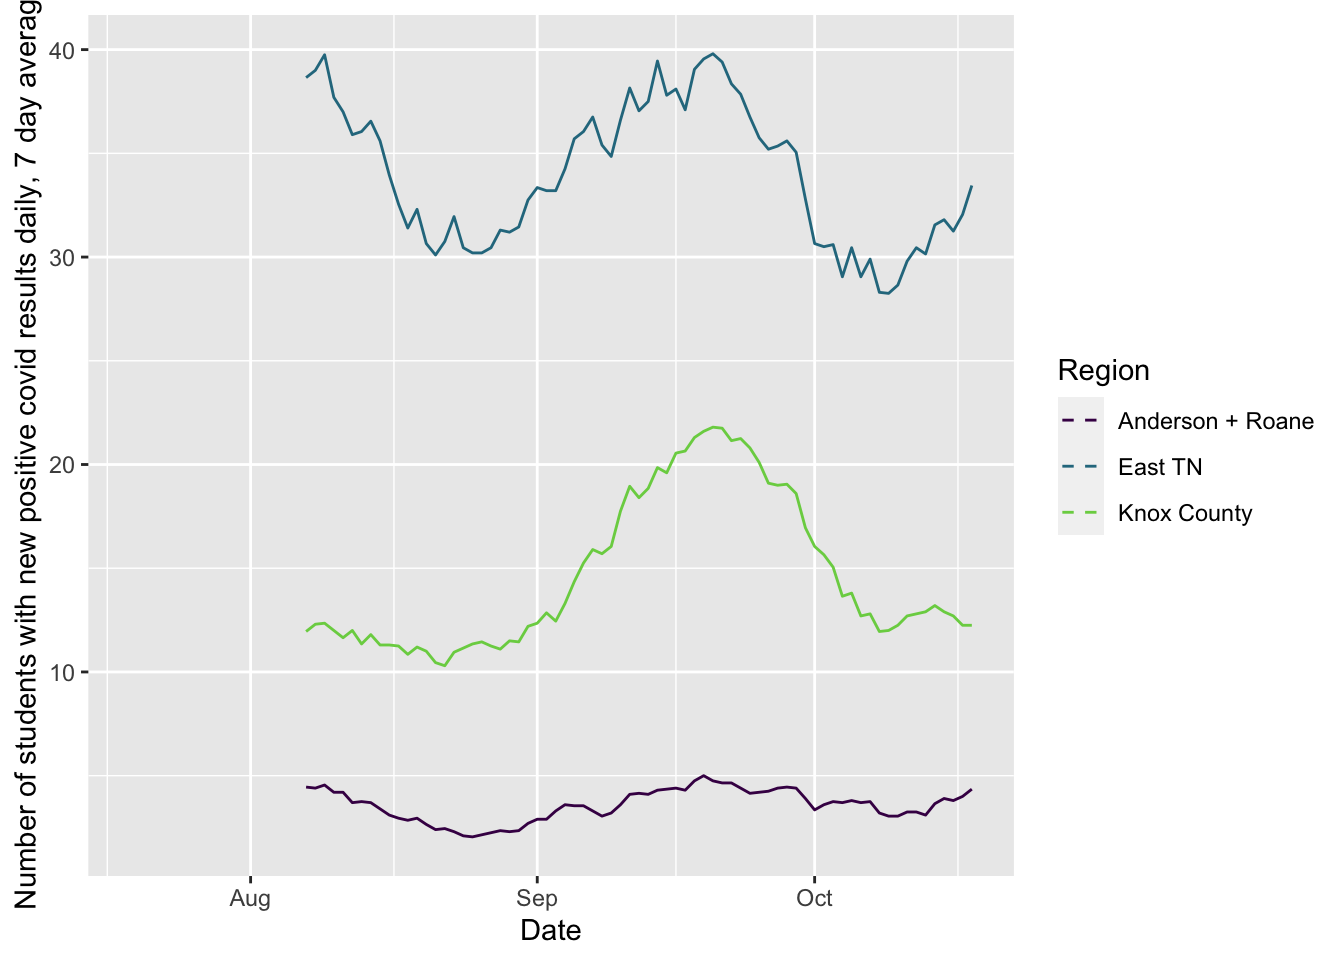 Number of students with new positive covid results daily, 7 day averag
40
30
20
10
Aug
Sep
Oct
Date
Region
Anderson + Roane
East TN
Knox County